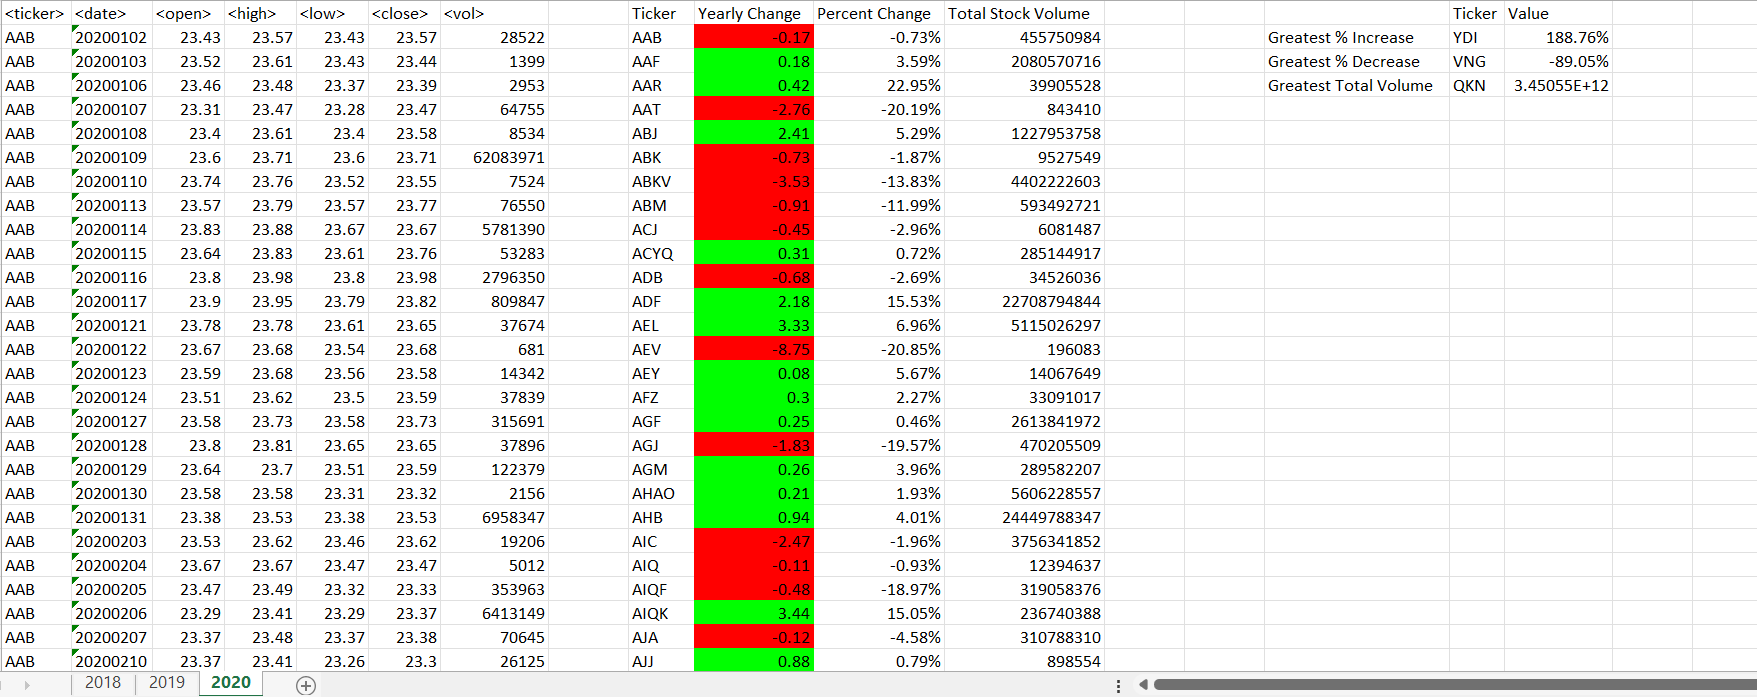 <ticker> <date> <open> <high> <low> <close> <vol> Ticker Yearly Change Percent Change Total Stock Volume Ticker Value
AAB 20200102 23.43 23.57 23.43 23.57 28522 AAB -0.17 -0.73% 455750984 Greatest % Increase YDI 188.76%
AAB 20200103 23.52 23.61 23.43 23.44 1399 AAF 0.18 3.59% 2080570716 Greatest % Decrease VNG -89.05%
AAB 20200106 23.46 23.48 23.37 23.39 2953 AAR 0.42 22.95% 39905528 Greatest Total Volume QKN 3.45055E+12
AAB 20200107 23.31 23.47 23.28 23.47 64755 AAT -2.76 -20.19% 843410
AAB 20200108 23.4 23.61 23.4 23.58 8534 ABJ 2.41 5.29% 1227953758
AAB 20200109 23.6 23.71 23.6 23.71 62083971 ABK -0.73 -1.87% 9527549
AAB 20200110 23.74 23.76 23.52 23.55 7524 ABKV -3.53 -13.83% 4402222603
AAB 20200113 23.57 23.79 23.57 23.77 76550 ABM -0.91 -11.99% 593492721
AAB 20200114 23.83 23.88 23.67 23.67 5781390 ACJ -0.45 -2.96% 6081487
AAB 20200115 23.64 23.83 23.61 23.76 53283 ACYQ 0.31 0.72% 285144917
AAB 20200116 23.8 23.98 23.8 23.98 2796350 ADB -0.68 -2.69% 34526036
AAB 20200117 23.9 23.95 23.79 23.82 809847 ADF 2.18 15.53% 22708794844
AAB 20200121 23.78 23.78 23.61 23.65 37674 AEL 3.33 6.96% 5115026297
AAB 20200122 23.67 23.68 23.54 23.68 681 AEV -8.75 -20.85% 196083
AAB 20200123 23.59 23.68 23.56 23.58 14342 AEY 0.08 5.67% 14067649
AAB 20200124 23.51 23.62 23.5 23.59 37839 AFZ 0.3 2.27% 33091017
AAB 20200127 23.58 23.73 23.58 23.73 315691 AGF 0.25 0.46% 2613841972
AAB 20200128 23.8 23.81 23.65 23.65 37896 AGJ -1.83 -19.57% 470205509
AAB 20200129 23.64 23.7 23.51 23.59 122379 AGM 0.26 3.96% 289582207
AAB 20200130 23.58 23.58 23.31 23.32 2156 AHAO 0.21 1.93% 5606228557
AAB 20200131 23.38 23.53 23.38 23.53 6958347 AHB 0.94 4.01% 24449788347
AAB 20200203 23.53 23.62 23.46 23.62 19206 AIC -2.47 -1.96% 3756341852
AAB 20200204 23.67 23.67 23.47 23.47 5012 AIQ -0.11 -0.93% 12394637
AAB 20200205 23.47 23.49 23.32 23.33 353963 AIQF -0.48 -18.97% 319058376
AAB 20200206 23.29 23.41 23.29 23.37 6413149 AIQK 3.44 15.05% 236740388
AAB 20200207 23.37 23.48 23.37 23.38 70645 AJA -0.12 -4.58% 310788310
AAB 20200210 23.37 23.41 23.26 23.3 26125 AJJ 0.88 0.79% 898554
2018 2019 2020